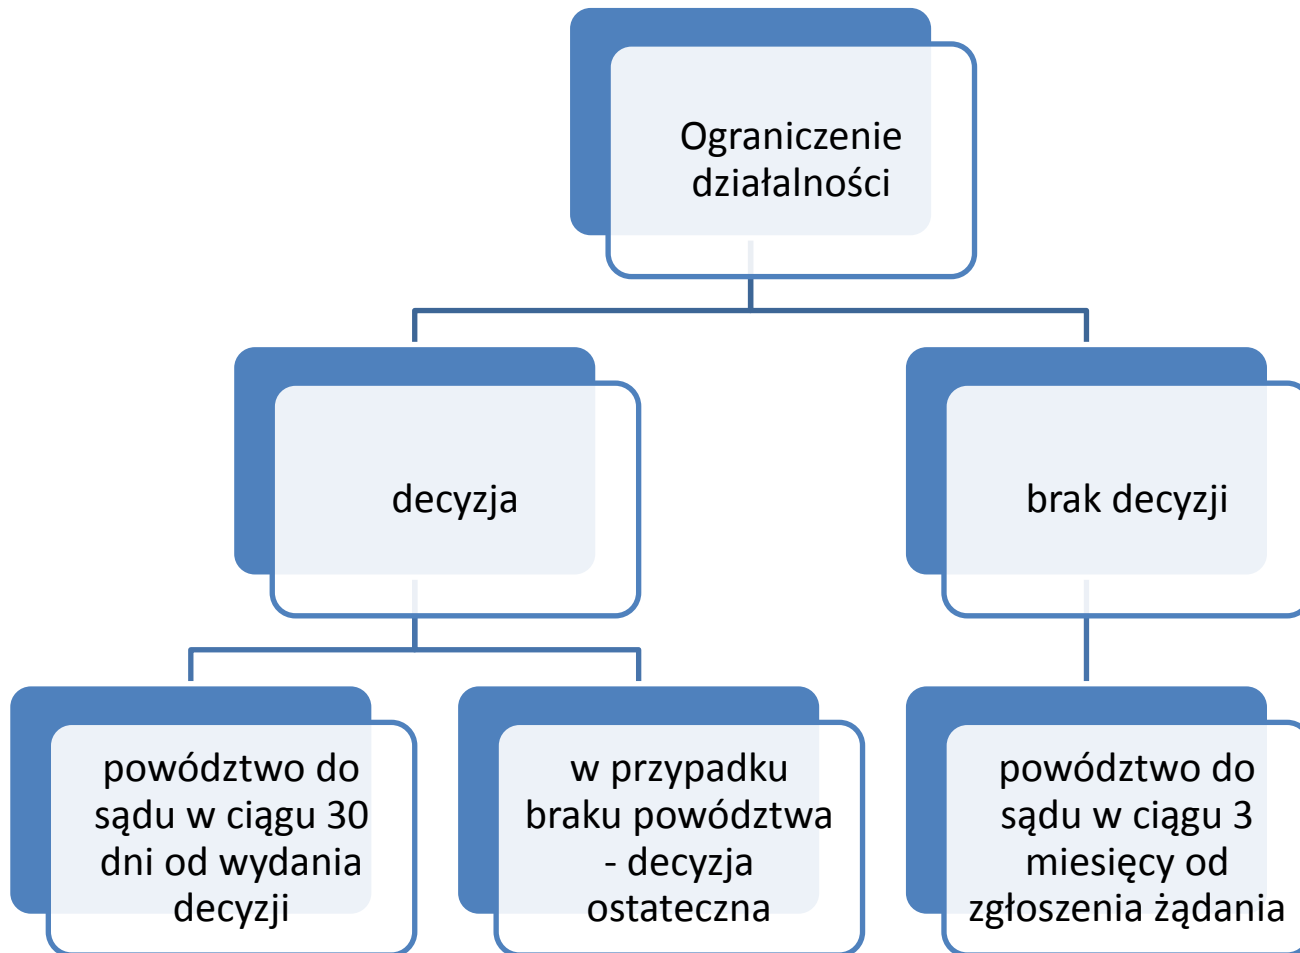 Ograniczenie
działalności
decyzja
brak decyzji
powództwo do
sądu w ciągu 30
dni od wydania
decyzji
w przypadku
braku powództwa
- decyzja
ostateczna
powództwo do
sądu w ciągu 3
miesięcy od
zgłoszenia żądania